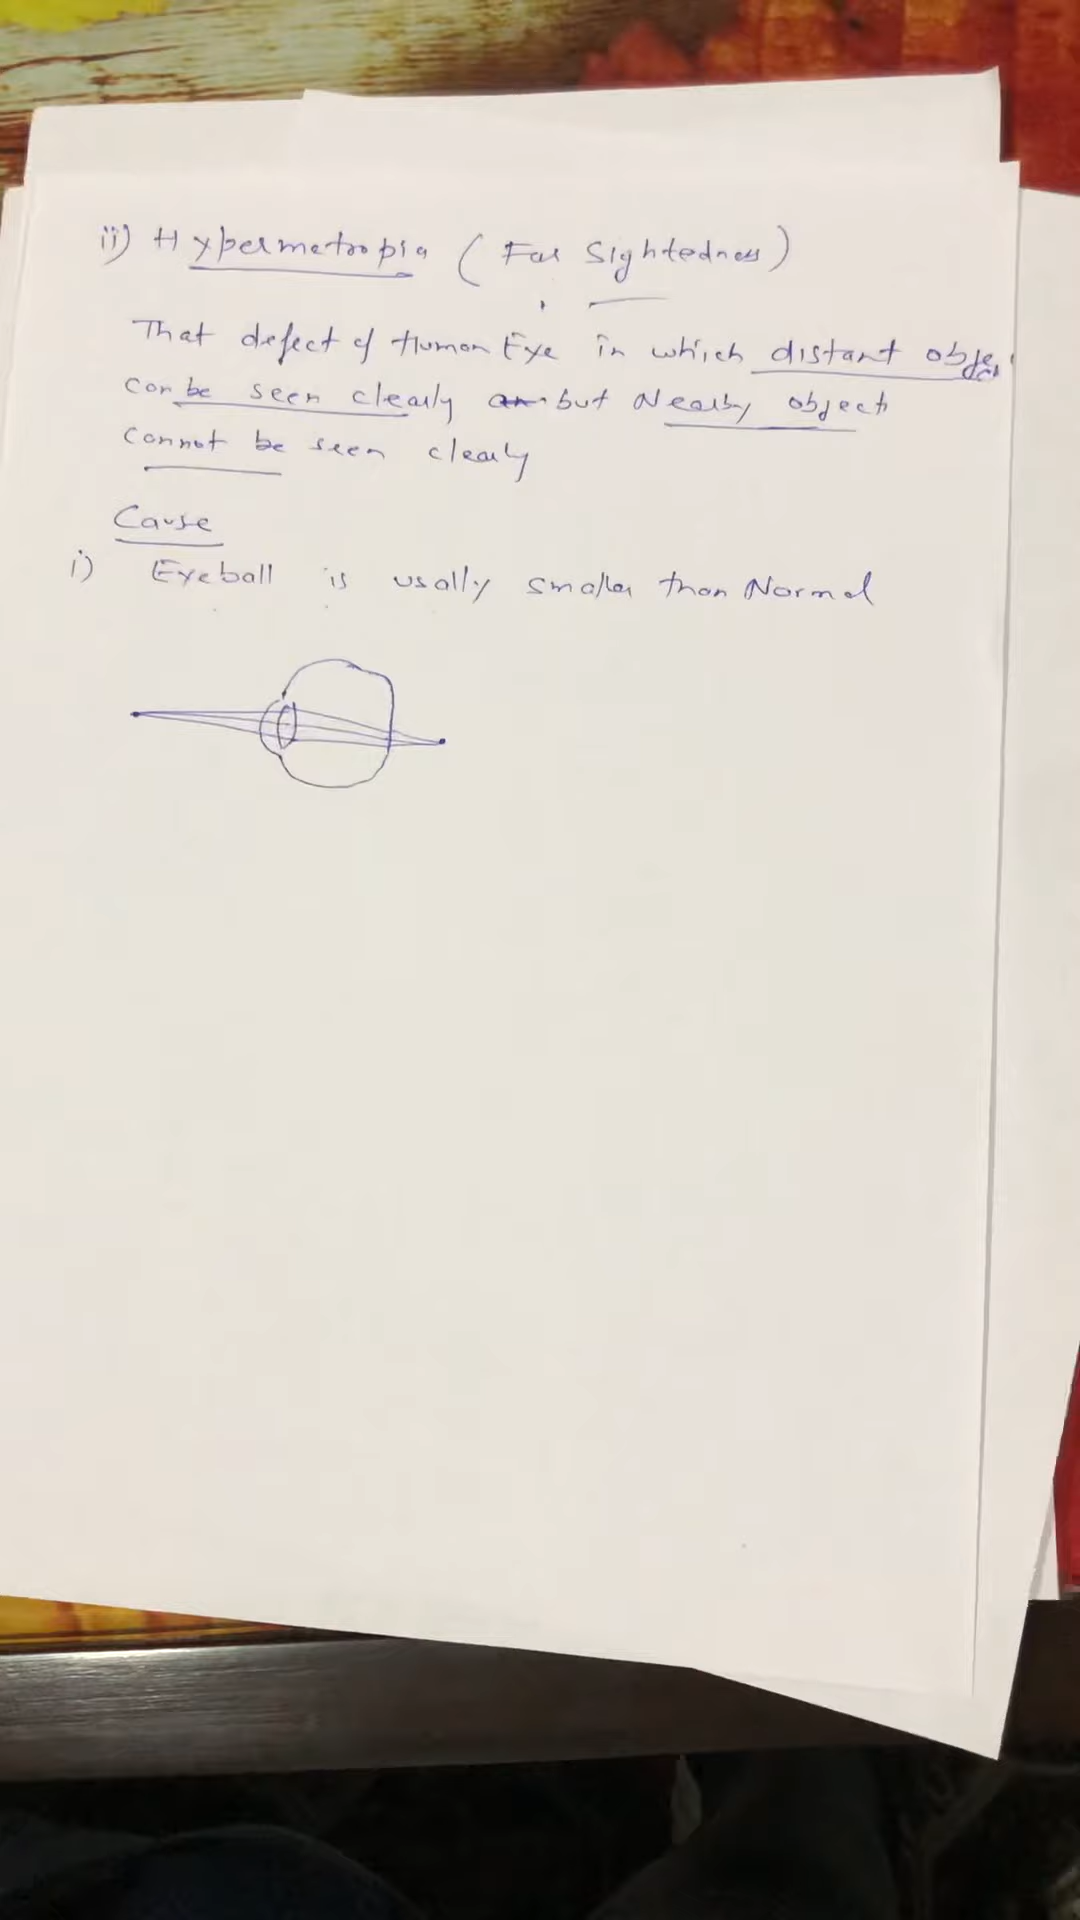 ii) Hypermetropia (Far Sightedness)
That defect of Human Eye in which distant objec
can be seen clearly but Nearby object
cannot be seen clearly
Cause
i) Eyeball is usally smaller than Normal